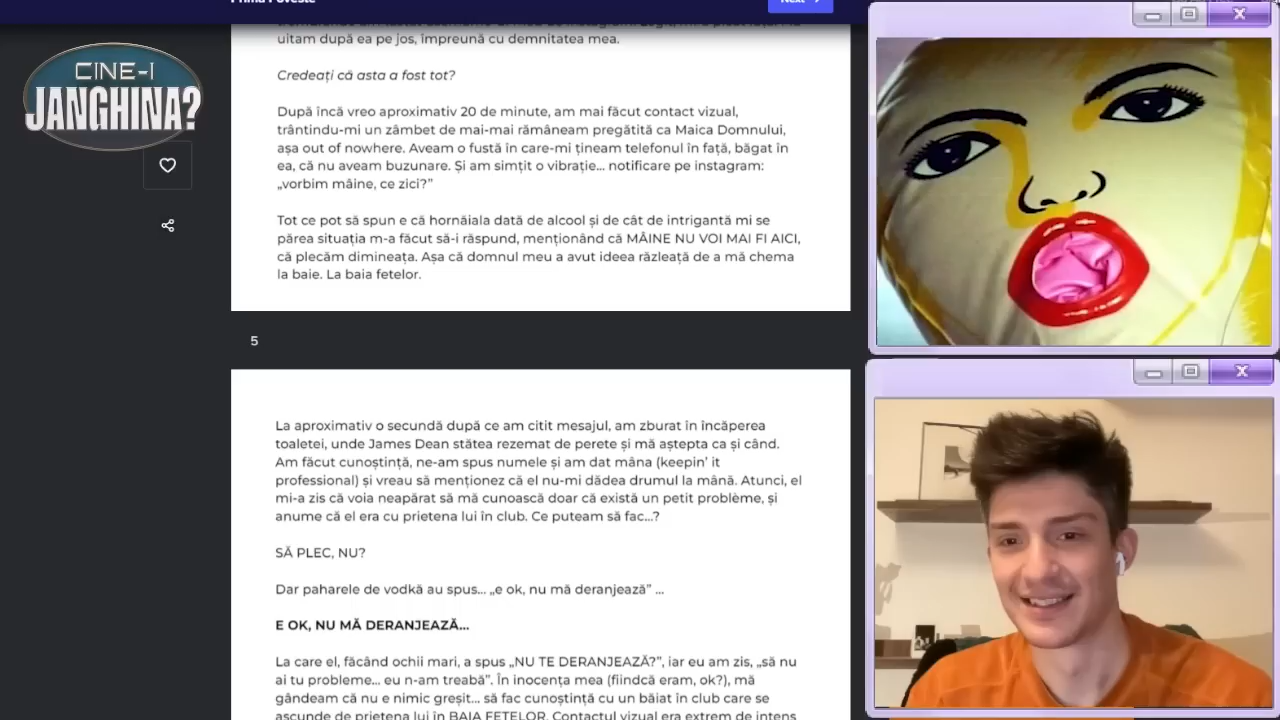 Next
CINE-I
JANGHINA?
uitam după ea pe jos, împreună cu demnitatea mea.
Credeați că asta a fost tot?
După încă vreo aproximativ 20 de minute, am mai făcut contact vizual,
trântindu-mi un zâmbet de mai-mai rămâneam pregătită ca Maica Domnului,
așa out of nowhere. Aveam o fustă în care-mi țineam telefonul în față, băgat în
ea, că nu aveam buzunare. Și am simțit o vibrație... notificare pe instagram:
„vorbim mâine, ce zici?”
Tot ce pot să spun e că hornăiala dată de alcool și de cât de intrigantă mi se
părea situația m-a făcut să-i răspund, menționând că MÂINE NU VOI MAI FI AICI,
că plecăm dimineața. Așa că domnul meu a avut ideea răzleață de a mă chema
la baie. La baia fetelor.
5
La aproximativ o secundă după ce am citit mesajul, am zburat în încăperea
toaletei, unde James Dean stătea rezemat de perete și mă aștepta ca și când.
Am făcut cunoștință, ne-am spus numele și am dat mâna (keepin’ it
professional) și vreau să menționez că el nu-mi dădea drumul la mână. Atunci, el
mi-a zis că voia neapărat să mă cunoască doar că există un petit problème, și
anume că el era cu prietena lui în club. Ce puteam să fac...?
SĂ PLEC, NU?
Dar paharele de vodkă au spus... „e ok, nu mă deranjează” ...
E OK, NU MĂ DERANJEAZĂ...
La care el, făcând ochii mari, a spus „NU TE DERANJEAZĂ?”, iar eu am zis, „să nu
ai tu probleme... eu n-am treabă”. În inocența mea (fiindcă eram, ok?), mă
gândeam că nu e nimic greșit... să fac cunoștință cu un băiat în club care se
ascunde de prietena lui în BAIA FETELOR. Contactul vizual era extrem de intens